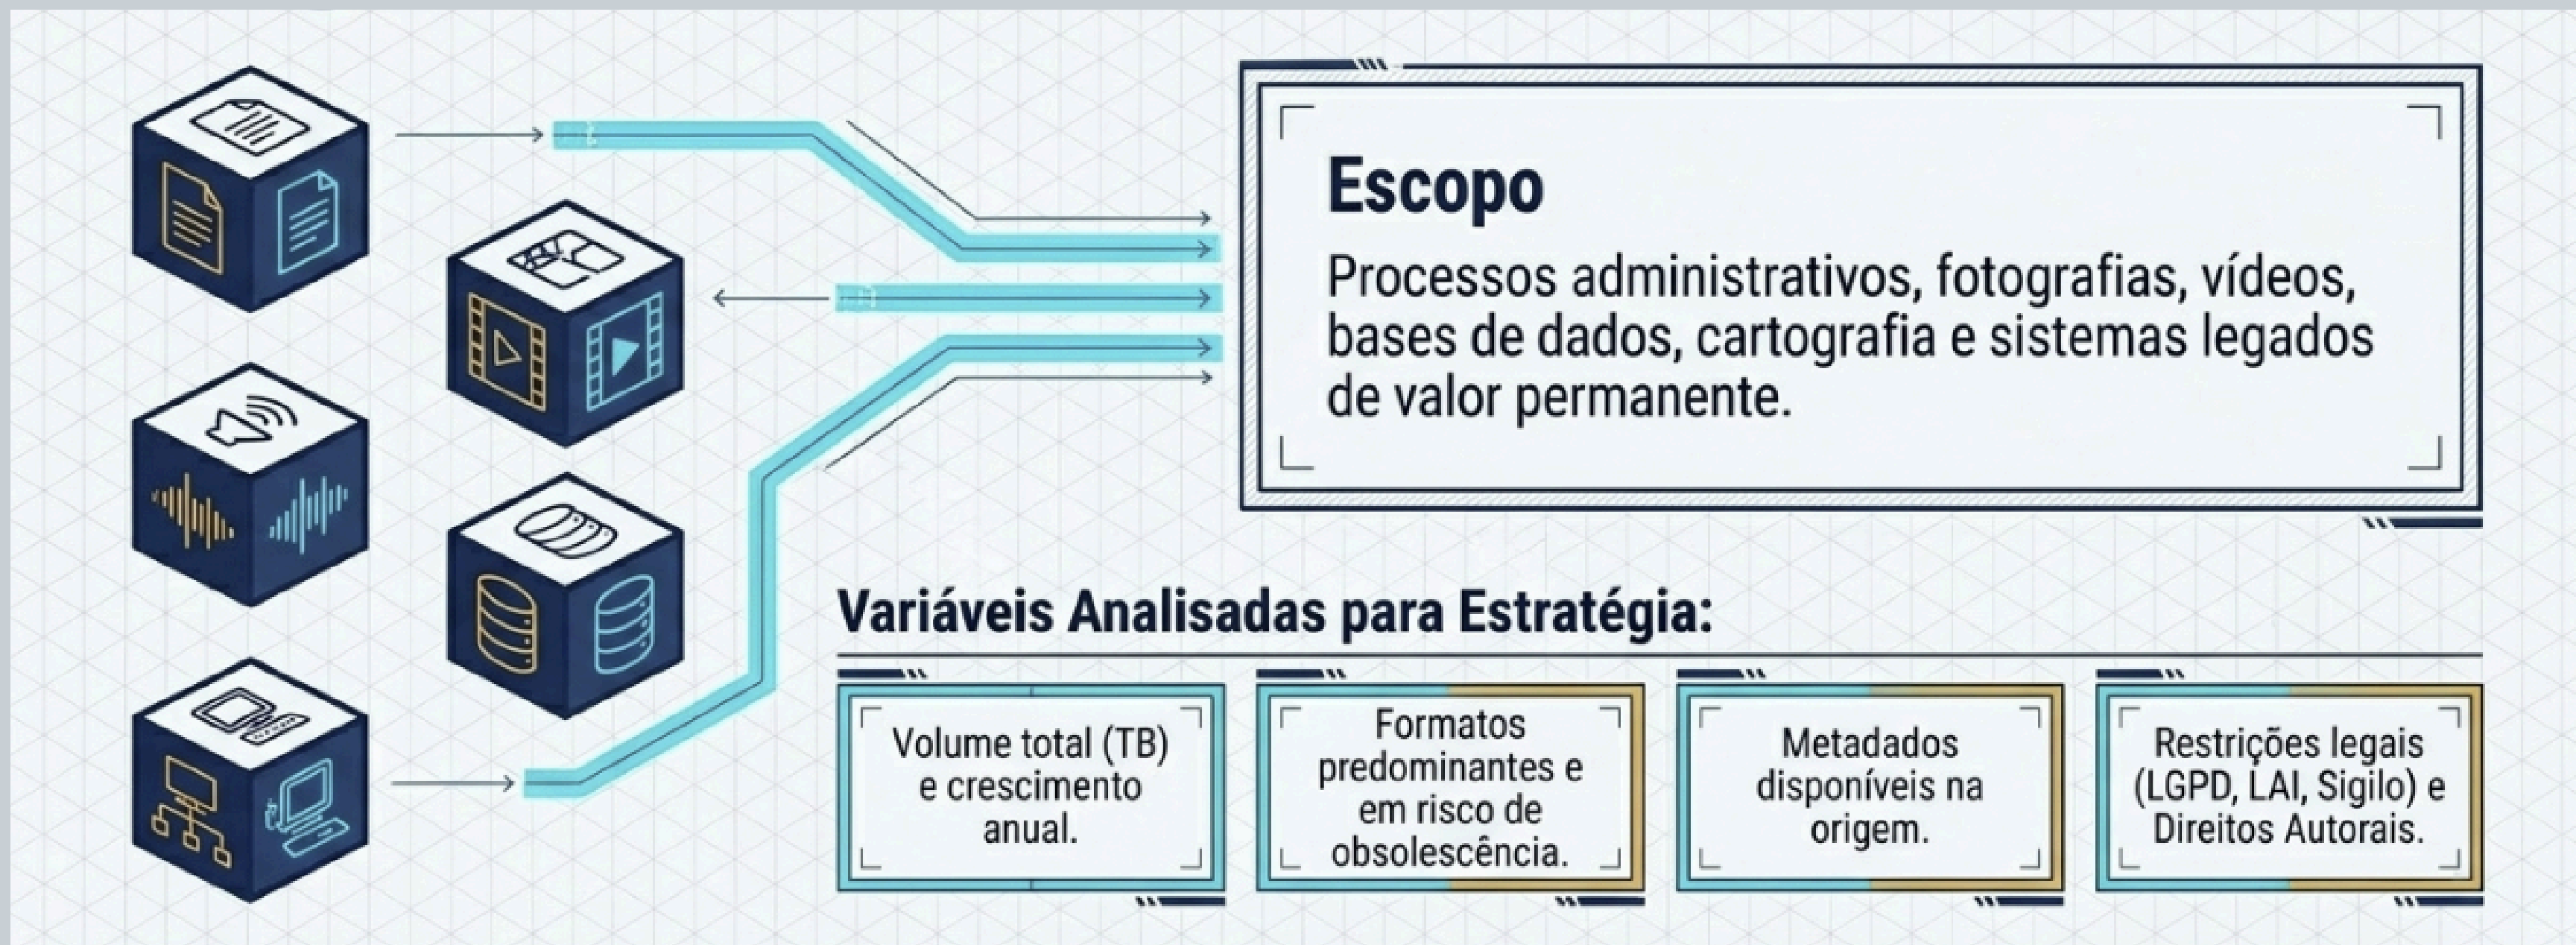 Escopo
Processos administrativos, fotografias, vídeos,
bases de dados, cartografia e sistemas legados
de valor permanente.
Variáveis Analisadas para Estratégia:
Volume total (TB)
e crescimento
anual.
Formatos
predominantes e
em risco de
obsolescência.
Metadados
disponíveis na
origem.
Restrições legais
(LGPD, LAI, Sigilo) e
Direitos Autorais.